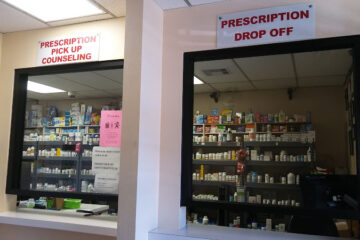 PRESCRIPTION
PICK UP
COUNSELING
PRESCRIPTION
DROP OFF